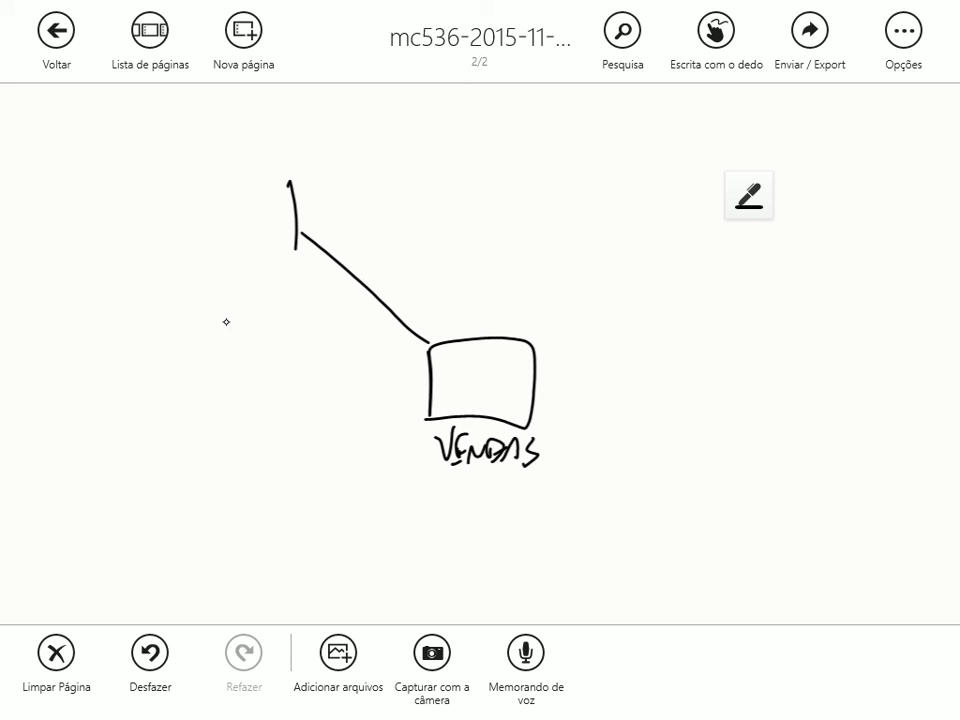 mc536-2015-11-...
2/2
Voltar
Lista de páginas
Nova página
Pesquisa
Escrita com o dedo
Enviar / Export
Opções
VENDAS
Limpar Página
Desfazer
Refazer
Adicionar arquivos
Capturar com a
câmera
Memorando de
voz